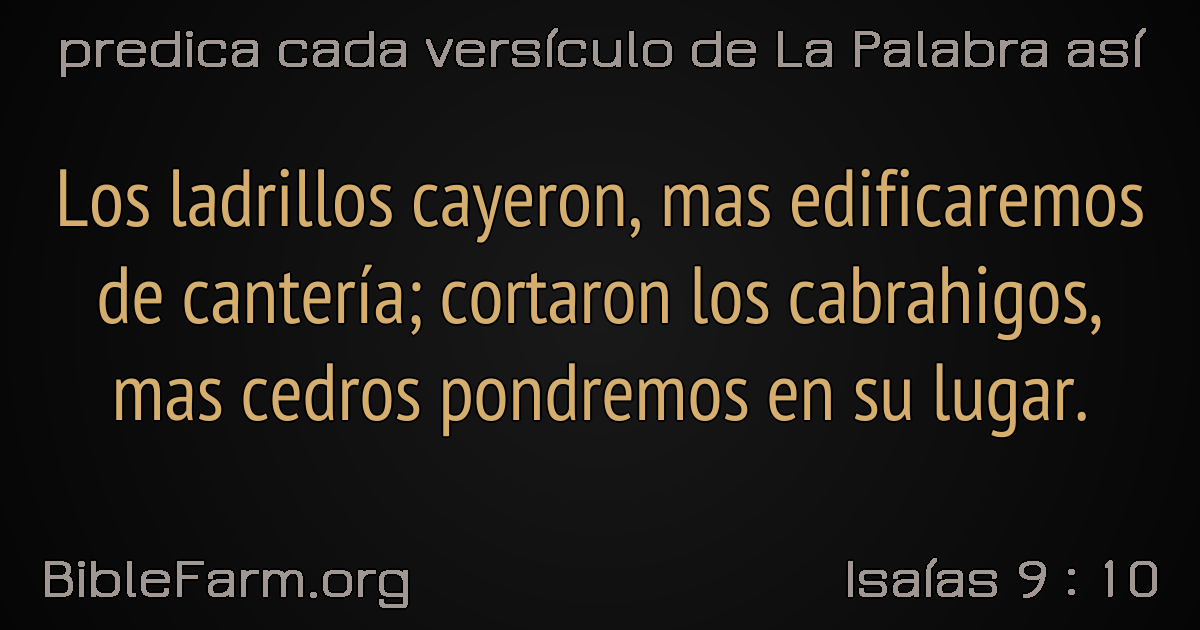 predica cada versículo de La Palabra así
Los ladrillos cayeron, mas edificaremos
de cantería; cortaron los cabrahigos,
mas cedros pondremos en su lugar.
BibleFarm.org
Isaías 9 : 10